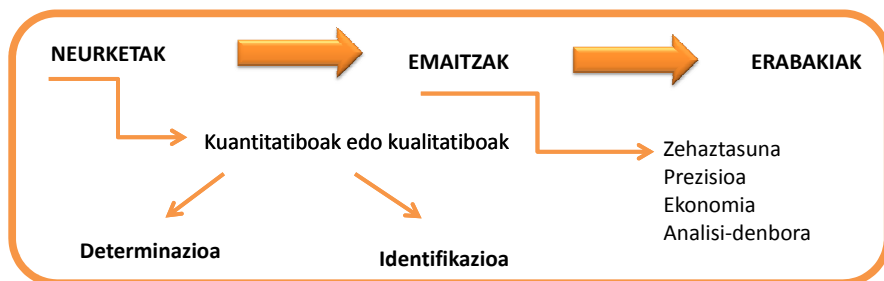 NEURKETAK
EMAITZAK
ERABAKIAK
Kuantitatiboak edo kualitatiboak
Zehaztasuna
Prezisioa
Ekonomia
Analisi-denbora
Determinazioa
Identifikazioa